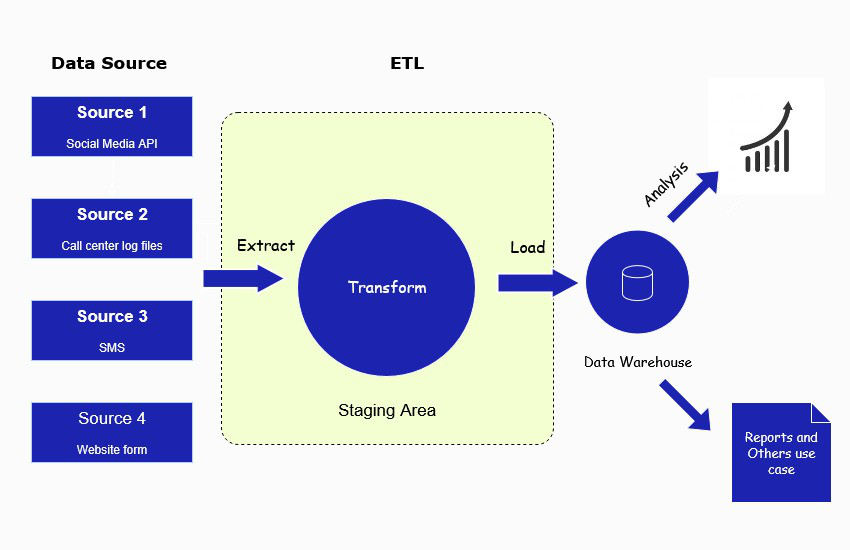 Data Source
ETL
Source 1
Social Media API
Source 2
Call center log files
Source 3
SMS
Source 4
Website form
Extract
Transform
Load
Staging Area
Data Warehouse
Analysis
Reports and
Others use
case